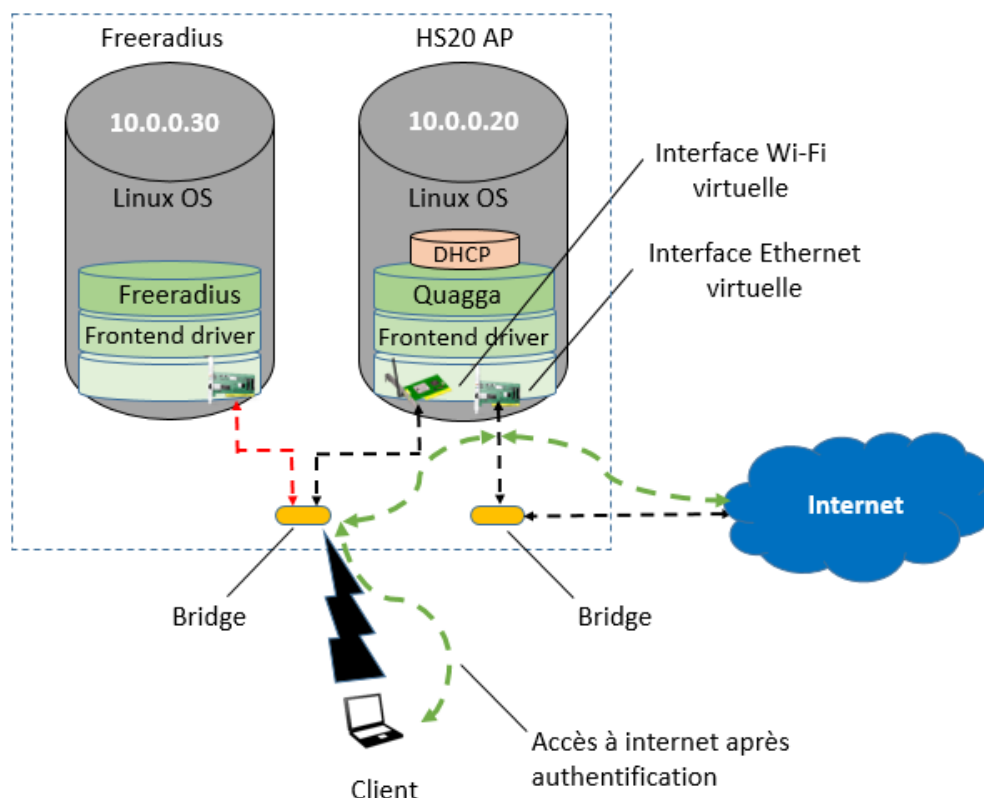 Freeradius
HS20 AP
10.0.0.30
10.0.0.20
Interface Wi-Fi
virtuelle
Linux OS
Linux OS
DHCP
Interface Ethernet
virtuelle
Freeradius
Quagga
Frontend driver
Frontend driver
Internet
Bridge
Bridge
Accès à internet après
authentification
Client